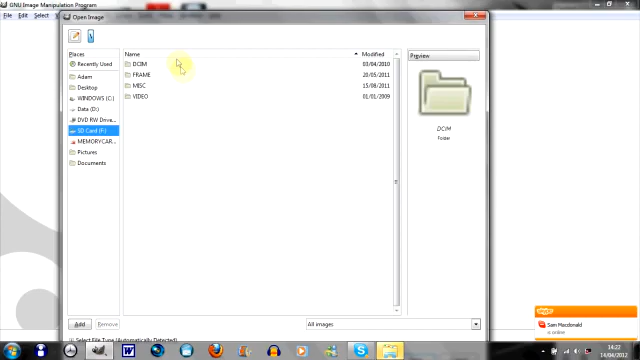 GNU Image Manipulation Program
File Edit Select
Open Image
Places
Name
Modified
Preview
Recently Used
DCIM
03/04/2010
Adam
FRAME
20/05/2011
Desktop
MISC
15/08/2011
WINDOWS (C:)
VIDEO
01/01/2009
Data (D:)
DVD RW Drive...
SD Card (F:)
DCIM
Folder
MEMORYCAR...
Pictures
Documents
Add
Remove
All images
Select File Type (Automatically Detected)
Sam Macdonald
is online
14:22
14/04/2012